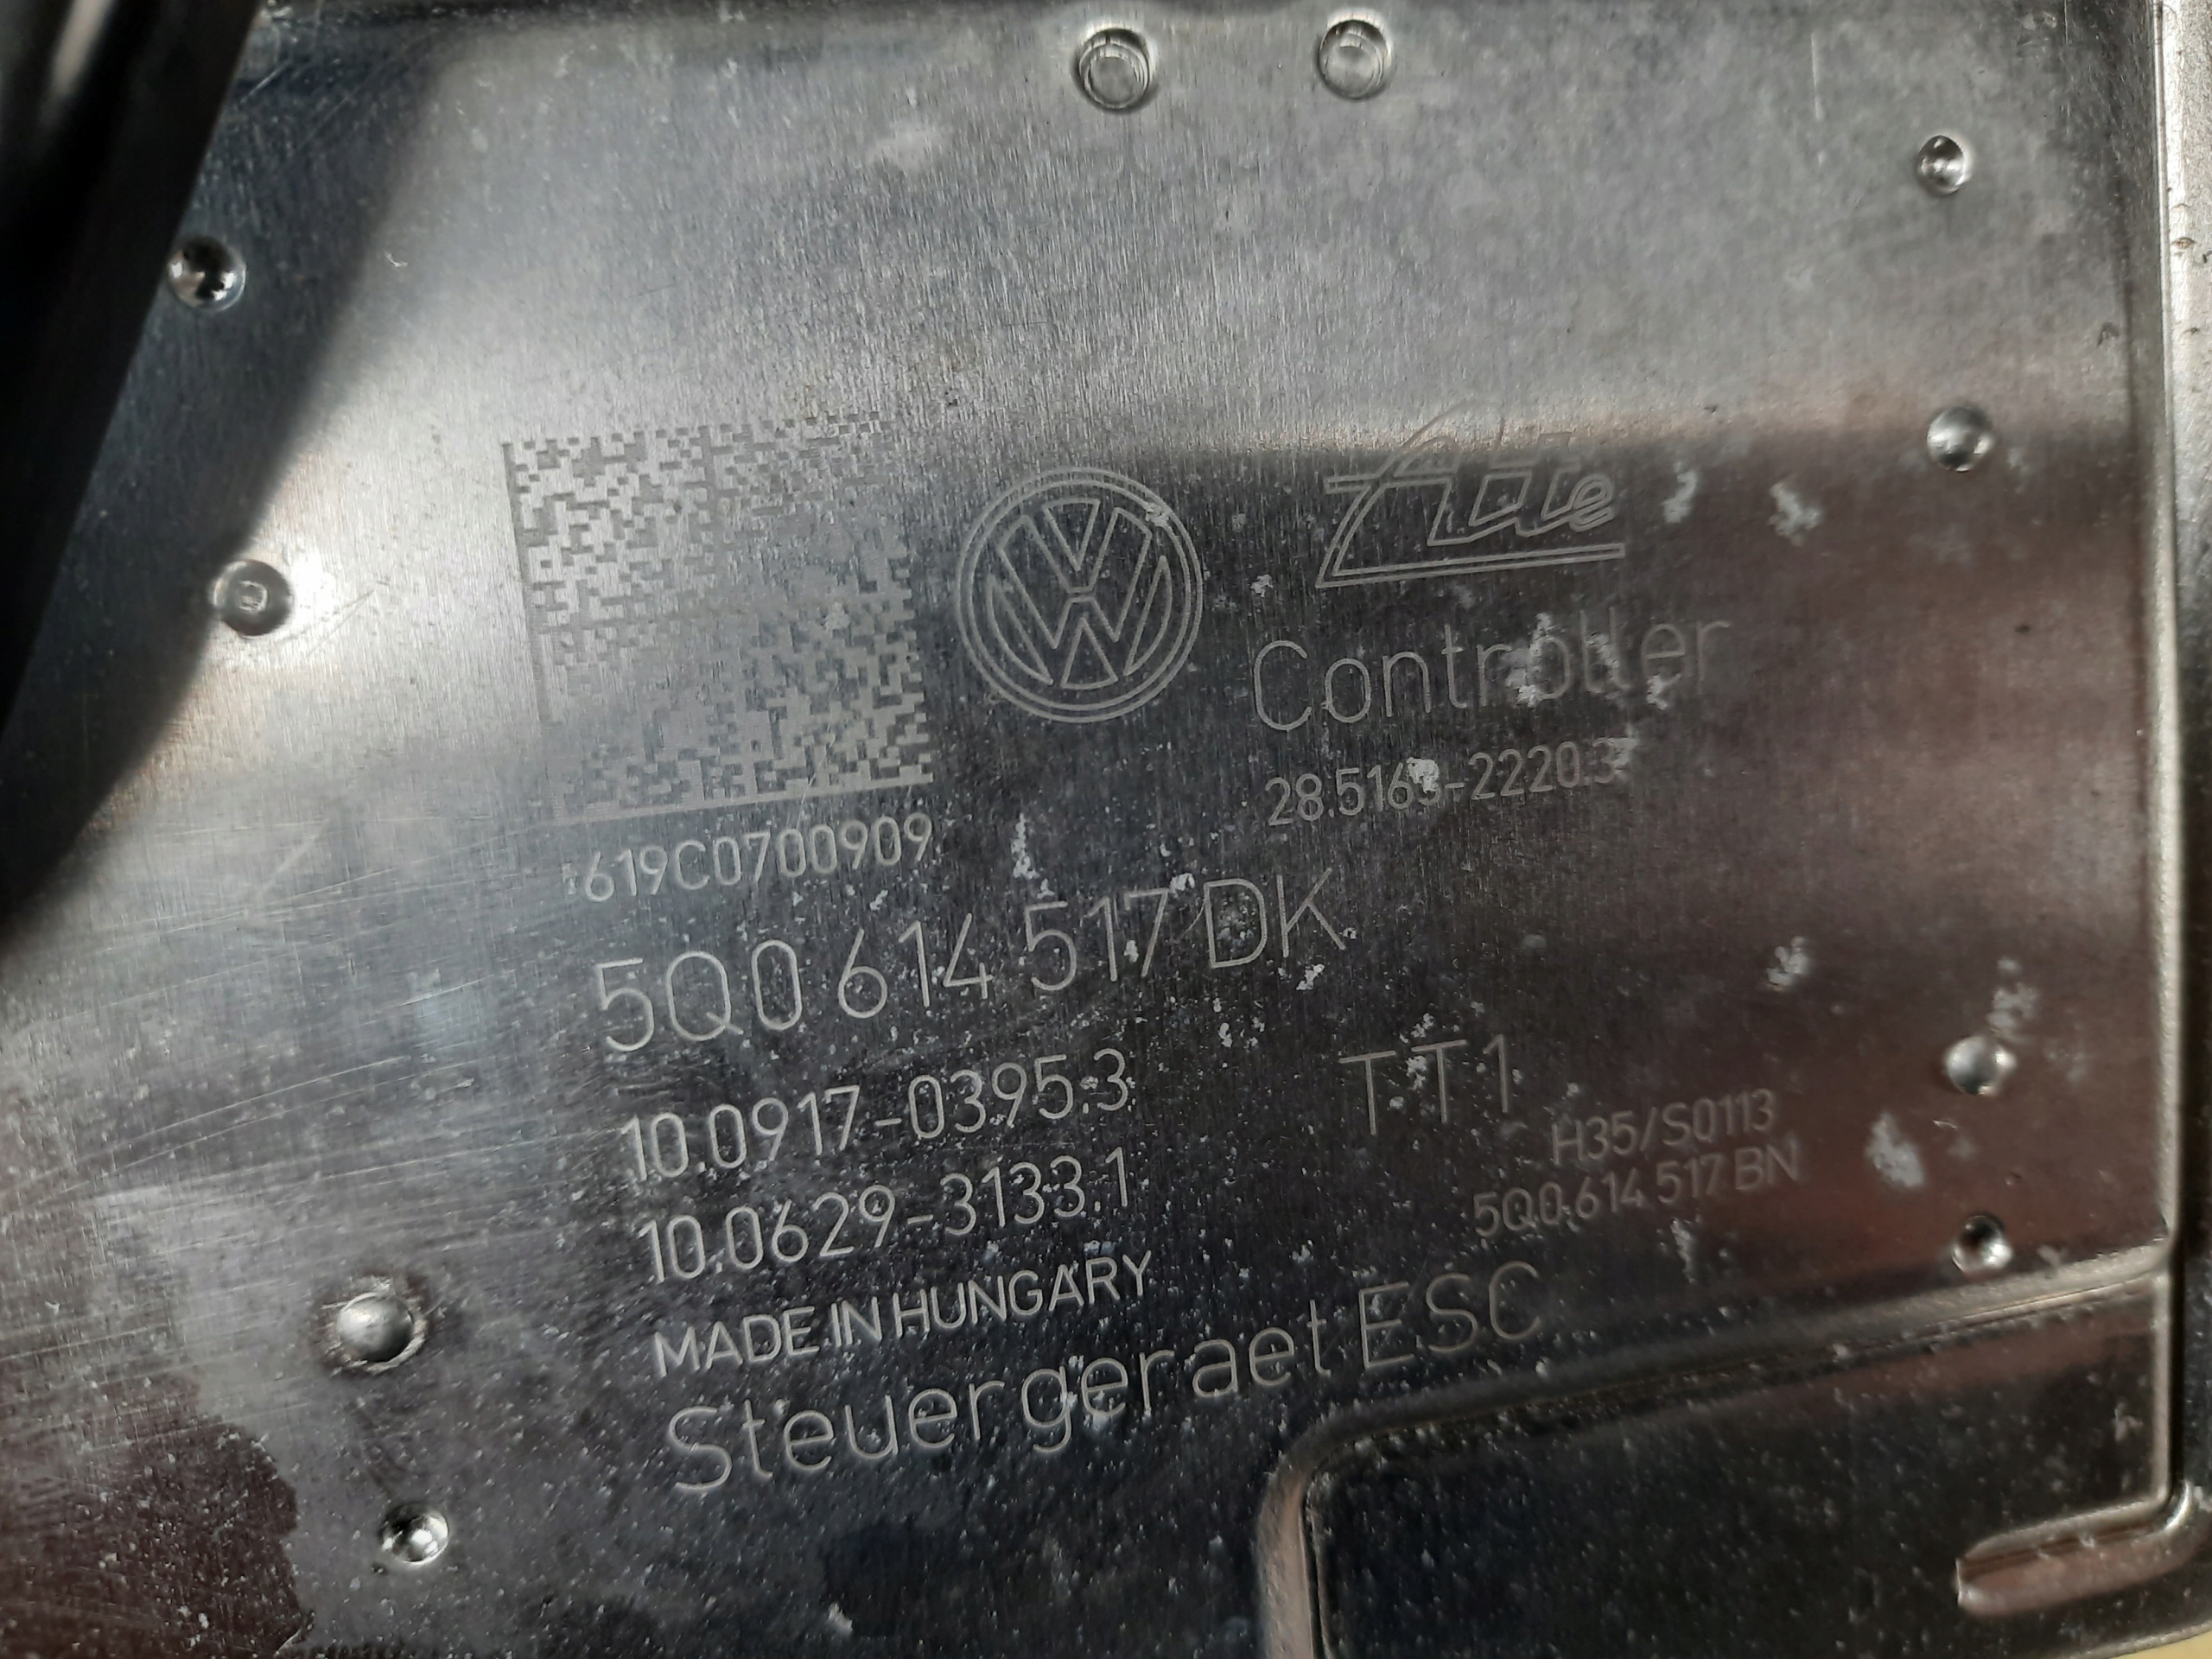 Ate
Controller
28.5163-2220.3
619C0700909
5Q0 614 517 DK
10.0917-0395.3
TT1
10.0629-3133.1
H35/S0113
5Q0 614 517 BN
MADE IN HUNGARY
Steuergeraet ESC